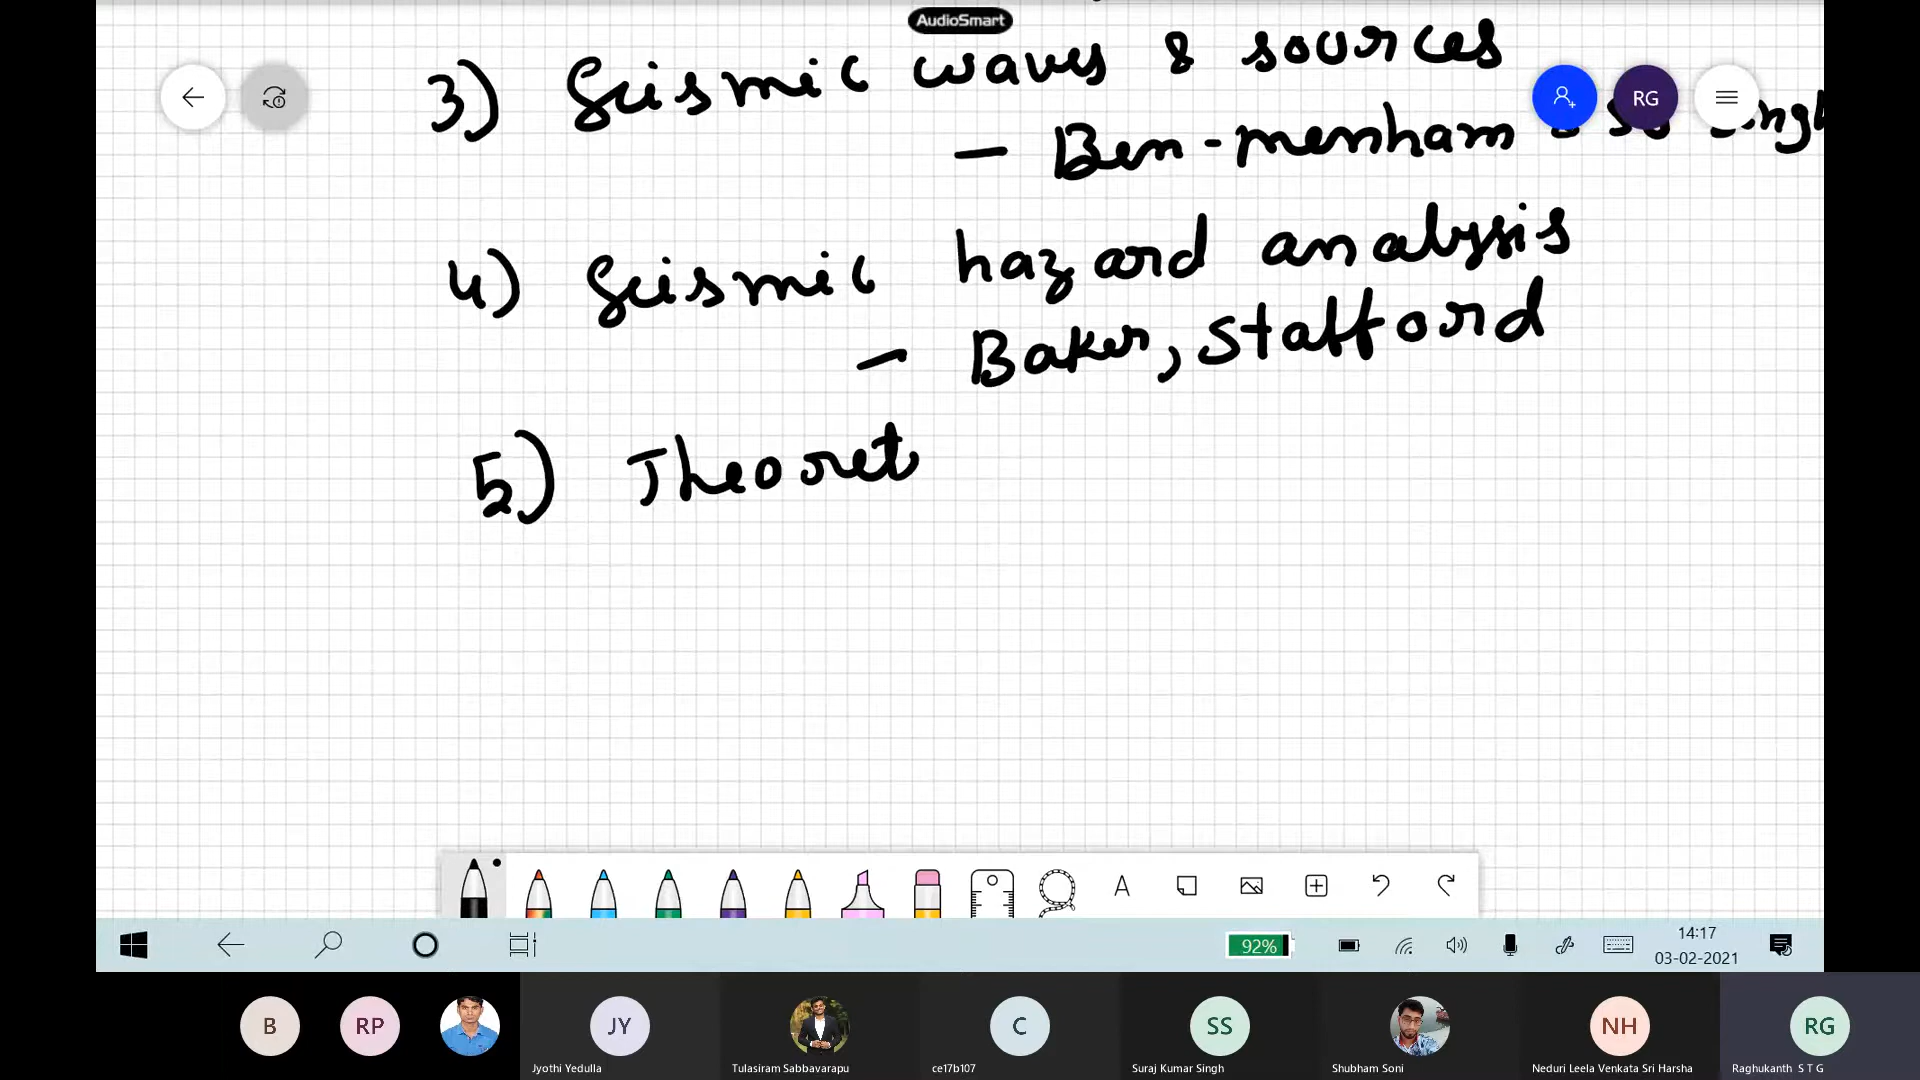 AudioSmart
3) Seismic waves & sources
RG
- Ben-menham
4) Seismic hazard analysis
- Baker, Stafford
5) Theoret
A
92%
14:17
03-02-2021
B
RP
JY
C
SS
NH
RG
Jyothi Yedulla
Tulasiram Sabbavarapu
ce17b107
Suraj Kumar Singh
Shubham Soni
Neduri Leela Venkata Sri Harsha
Raghukanth S T G